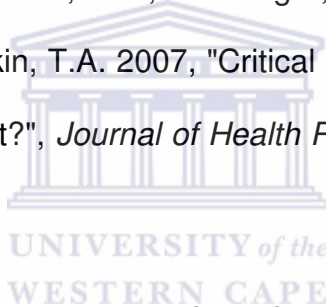 kin, T.A. 2007, "Critical
t?", Journal of Health
UNIVERSITY of the
WESTERN CAPE